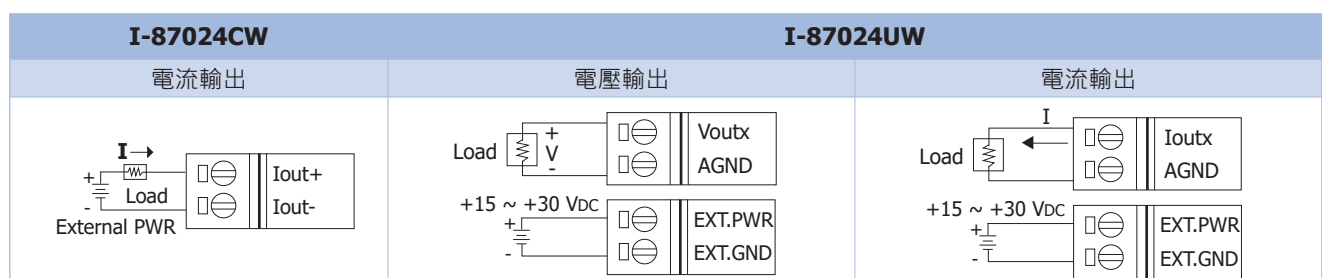 I-87024CW
I-87024UW
電流輸出
電壓輸出
電流輸出
I
+
-
Load
External PWR
Iout+
Iout-
Load
+
V
-
Voutx
AGND
+15 ~ +30 VDC
+
-
EXT.PWR
EXT.GND
I
Load
Ioutx
AGND
+15 ~ +30 VDC
+
-
EXT.PWR
EXT.GND